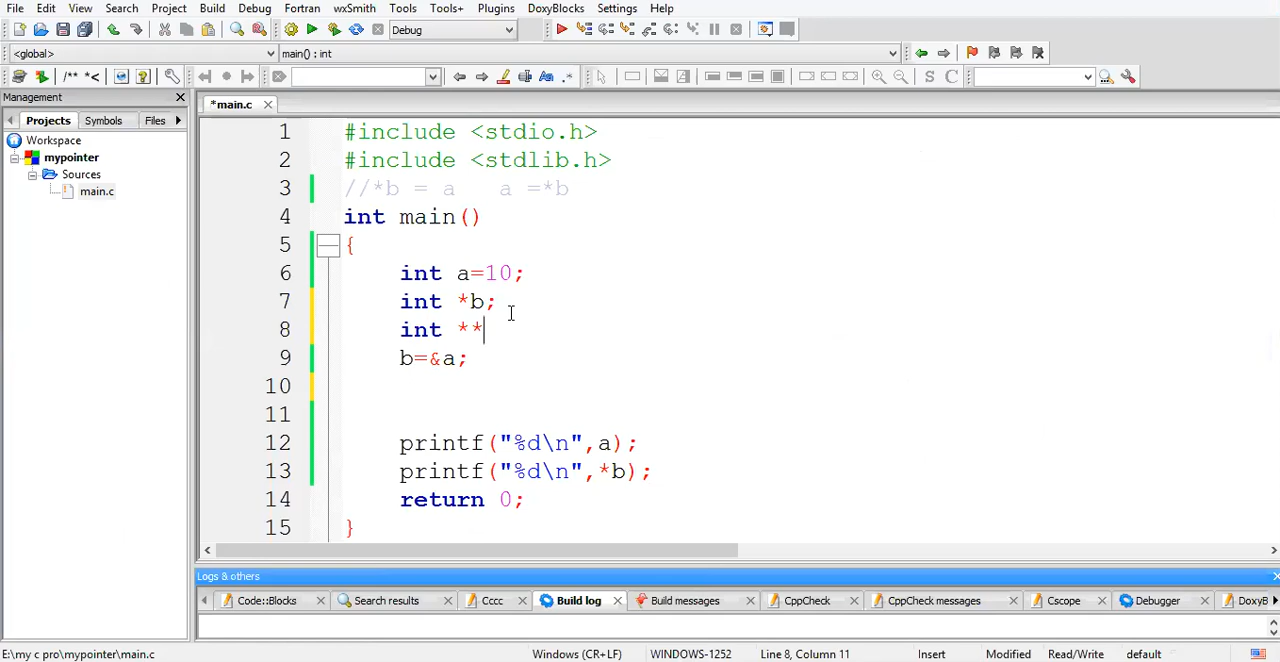 File Edit View Search Project Build Debug Fortran wxSmith Tools Tools+ Plugins DoxyBlocks Settings Help
Debug
<global> main() : int
/** *< S C
Management
*main.c
Projects Symbols Files
Workspace
mypointer
Sources
main.c
1 #include <stdio.h>
2 #include <stdlib.h>
3 //*b = a   a =*b
4 int main()
5 {
6     int a=10;
7     int *b;
8     int **
9     b=&a;
10
11
12     printf("%d\n",a);
13     printf("%d\n",*b);
14     return 0;
15 }
Logs & others
Code::Blocks Search results Cccc Build log Build messages CppCheck CppCheck messages Cscope Debugger DoxyB
E:\my c pro\mypointer\main.c Windows (CR+LF) WINDOWS-1252 Line 8, Column 11 Insert Modified Read/Write default